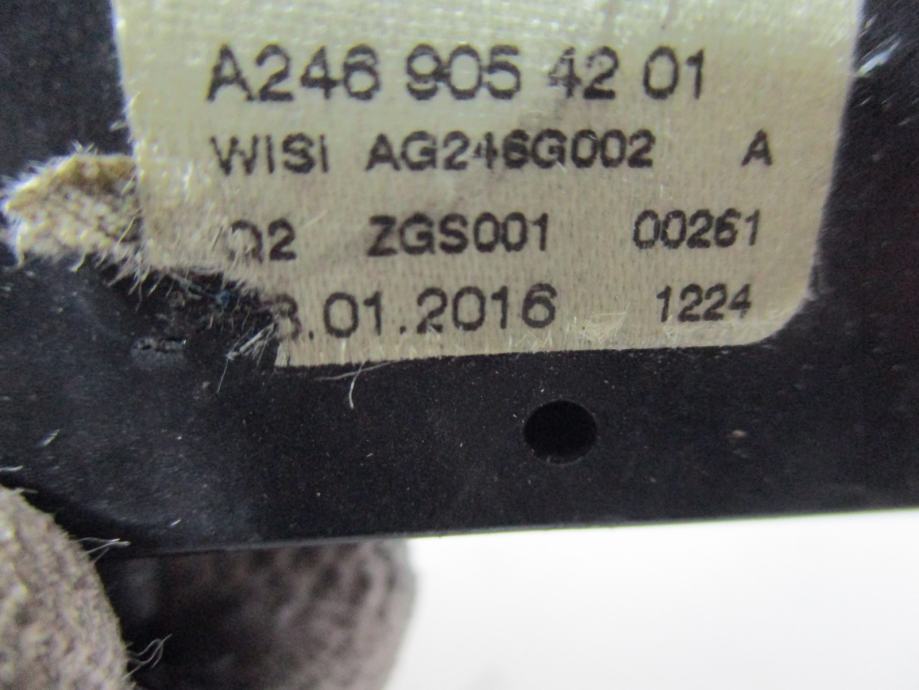 A246 905 42 01
WISI AG246G002 A
Q2 ZGS001 00261
.01.2016 1224